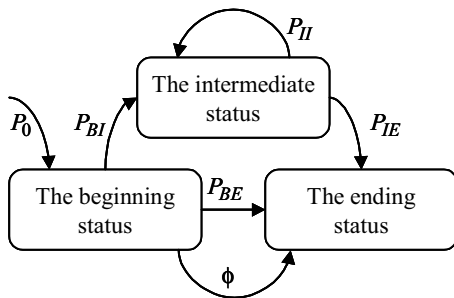 P_II
The intermediate
status
P_0
P_BI
P_IE
The beginning
status
P_BE
The ending
status
ϕ